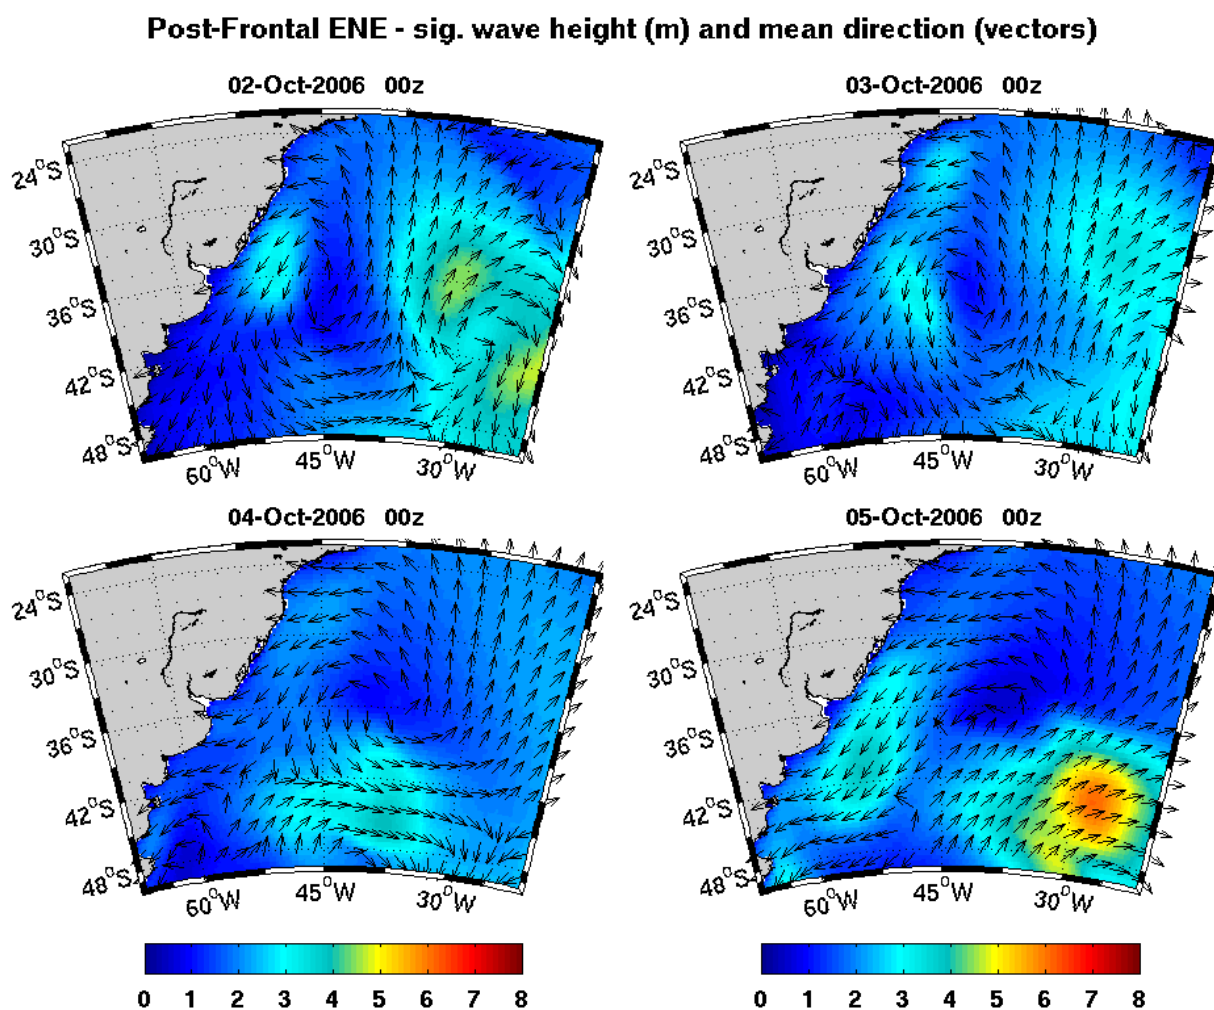 Post-Frontal ENE - sig. wave height (m) and mean direction (vectors)
02-Oct-2006 00z
03-Oct-2006 00z
24°S
30°S
36°S
42°S
48°S
60°W
45°W
30°W
24°S
30°S
36°S
42°S
48°S
60°W
45°W
30°W
04-Oct-2006 00z
05-Oct-2006 00z
24°S
30°S
36°S
42°S
48°S
60°W
45°W
30°W
24°S
30°S
36°S
42°S
48°S
60°W
45°W
30°W
0 1 2 3 4 5 6 7 8
0 1 2 3 4 5 6 7 8